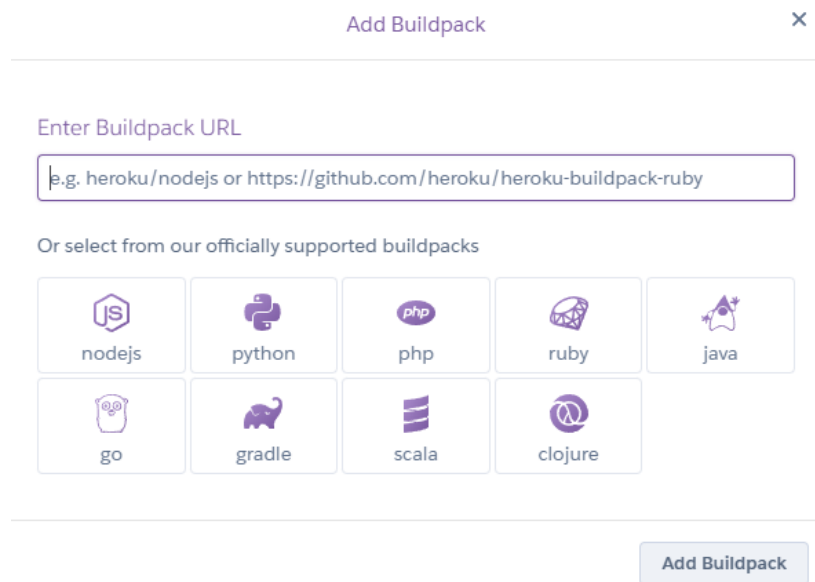 Add Buildpack
Enter Buildpack URL
e.g. heroku/nodejs or https://github.com/heroku/heroku-buildpack-ruby
Or select from our officially supported buildpacks
JS
php
nodejs python php ruby java
go gradle scala clojure
Add Buildpack